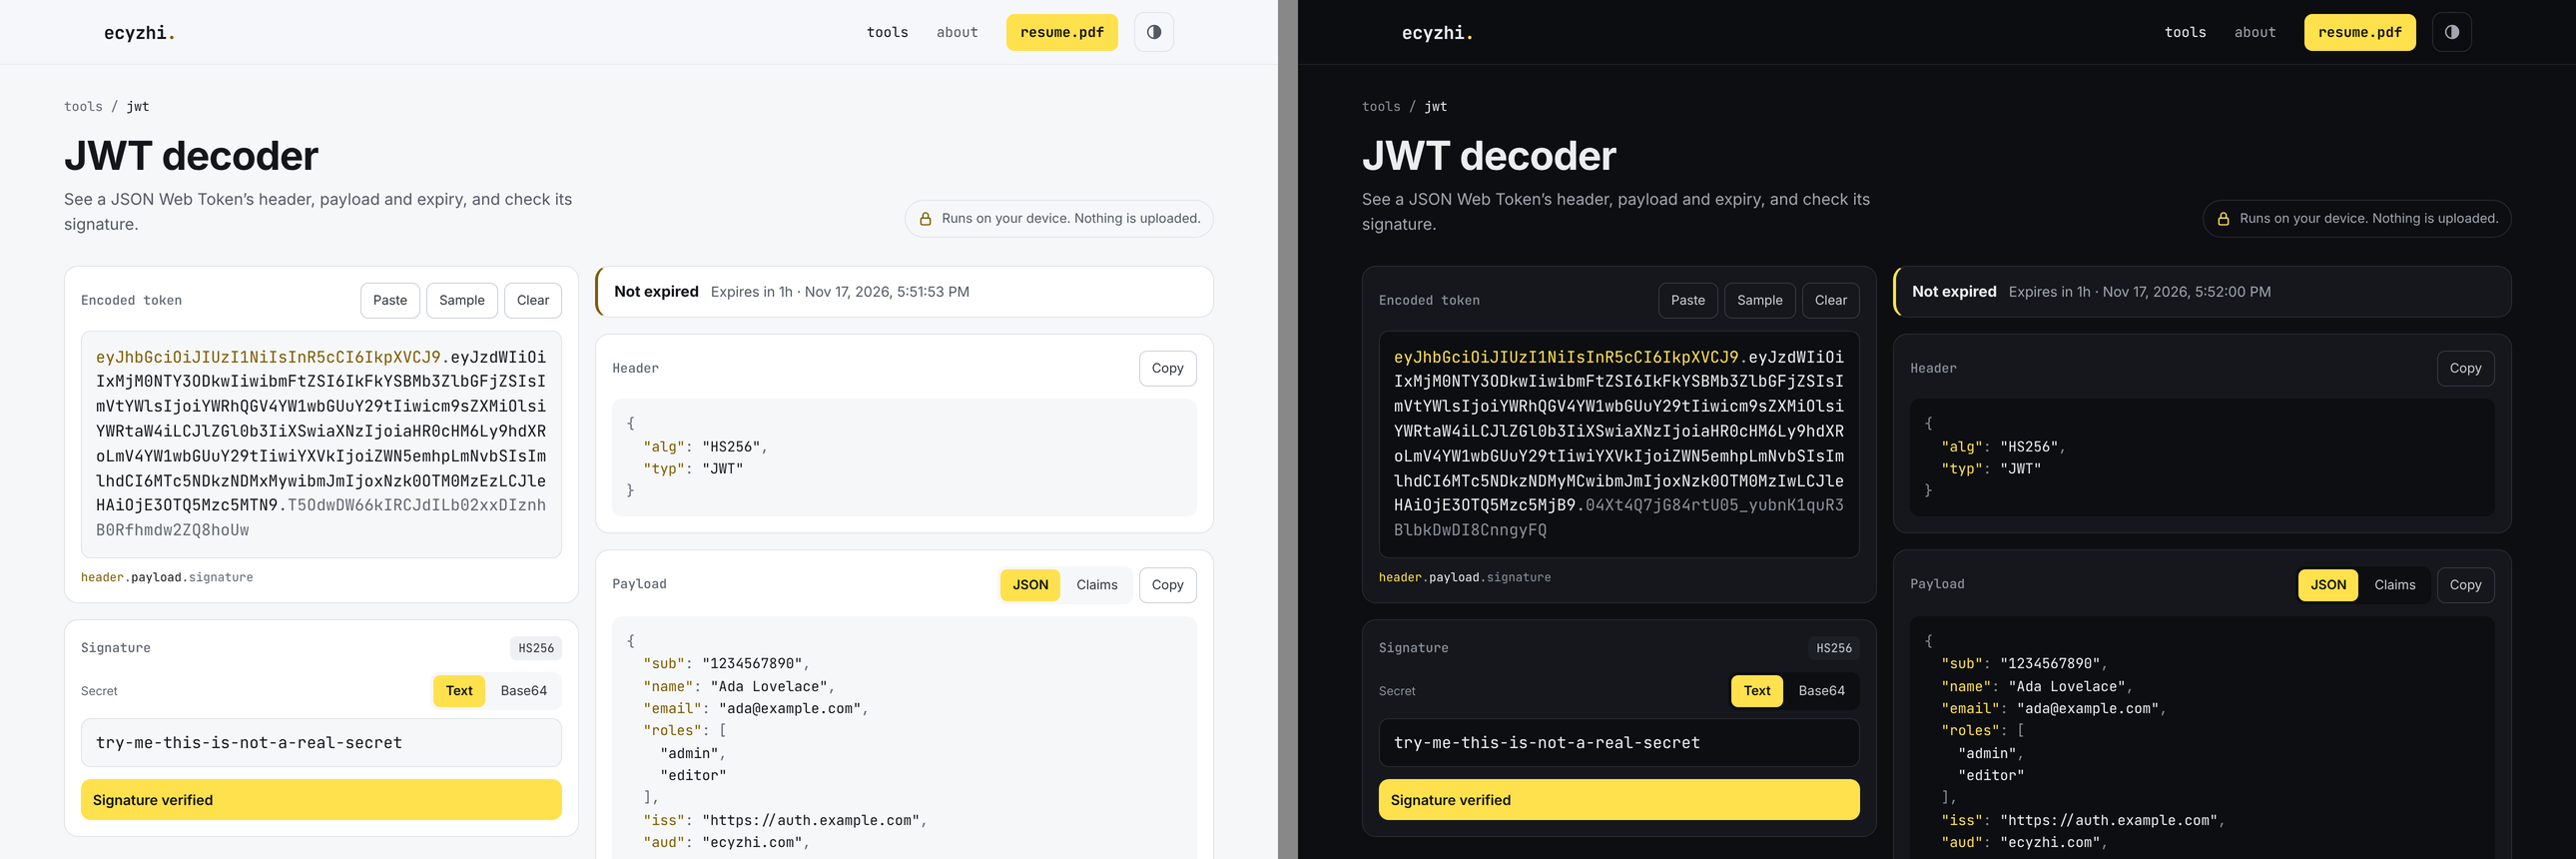 ecyzhi.
tools about resume.pdf
tools / jwt
JWT decoder
See a JSON Web Token’s header, payload and expiry, and check its
signature.
Runs on your device. Nothing is uploaded.
Encoded token
Paste Sample Clear
eyJhbGciOiJIUzI1NiIsInR5cCI6IkpXVCJ9.eyJzdWIiOi
IxMjM0NTY3ODkwIiwibmFtZSI6IkFkYSBMb3ZlbGFjZSIsI
mVtYWlsIjoiYWRhQGV4YW1wbGUuY29tIiwicm9sZXMiOlsi
YWRtaW4iLCJlZGl0b3IiXSwiaXNzIjoiaHR0cHM6Ly9hdXR
oLmV4YW1wbGUuY29tIiwiYXVkIjoiZWN5emhpLmNvbSIsIm
lhdCI6MTc5NDkzNDMxMywibmJmIjoxNzk0OTM0MzEzLCJle
HAiOjE3OTQ5Mzc5MTN9.T5OdwDW66kIRCJdILb02xxDIznh
B0Rfhmdw2ZQ8hoUw
header.payload.signature
Signature
HS256
Secret
Text Base64
try-me-this-is-not-a-real-secret
Signature verified
Not expired Expires in 1h · Nov 17, 2026, 5:51:53 PM
Header
Copy
{
"alg": "HS256",
"typ": "JWT"
}
Payload
JSON Claims Copy
{
"sub": "1234567890",
"name": "Ada Lovelace",
"email": "ada@example.com",
"roles": [
"admin",
"editor"
],
"iss": "https://auth.example.com",
"aud": "ecyzhi.com",
ecyzhi.
tools about resume.pdf
tools / jwt
JWT decoder
See a JSON Web Token’s header, payload and expiry, and check its
signature.
Runs on your device. Nothing is uploaded.
Encoded token
Paste Sample Clear
eyJhbGciOiJIUzI1NiIsInR5cCI6IkpXVCJ9.eyJzdWIiOi
IxMjM0NTY3ODkwIiwibmFtZSI6IkFkYSBMb3ZlbGFjZSIsI
mVtYWlsIjoiYWRhQGV4YW1wbGUuY29tIiwicm9sZXMiOlsi
YWRtaW4iLCJlZGl0b3IiXSwiaXNzIjoiaHR0cHM6Ly9hdXR
oLmV4YW1wbGUuY29tIiwiYXVkIjoiZWN5emhpLmNvbSIsIm
lhdCI6MTc5NDkzNDMyMCwibmJmIjoxNzk0OTM0MzIwLCJle
HAiOjE3OTQ5Mzc5MjB9.04Xt4Q7jG84rtU05_yubnK1quR3
BlbkDwDI8CnngyFQ
header.payload.signature
Signature
HS256
Secret
Text Base64
try-me-this-is-not-a-real-secret
Signature verified
Not expired Expires in 1h · Nov 17, 2026, 5:52:00 PM
Header
Copy
{
"alg": "HS256",
"typ": "JWT"
}
Payload
JSON Claims Copy
{
"sub": "1234567890",
"name": "Ada Lovelace",
"email": "ada@example.com",
"roles": [
"admin",
"editor"
],
"iss": "https://auth.example.com",
"aud": "ecyzhi.com",